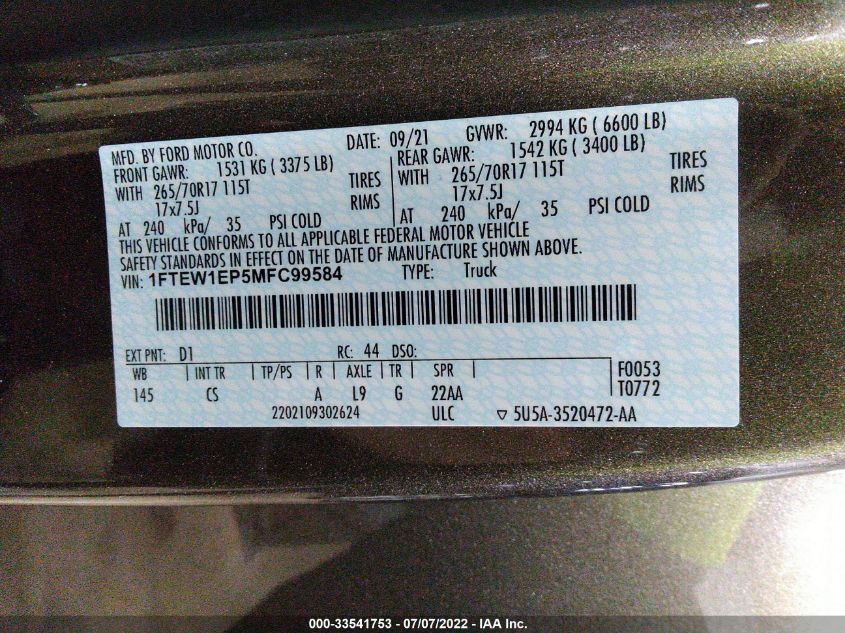 MFD. BY FORD MOTOR CO. DATE: 09/21 GVWR: 2994 KG ( 6600 LB)
FRONT GAWR: 1531 KG ( 3375 LB) REAR GAWR: 1542 KG ( 3400 LB)
WITH 265/70R17 115T TIRES WITH 265/70R17 115T TIRES
17x7.5J RIMS 17x7.5J RIMS
AT 240 kPa/ 35 PSI COLD AT 240 kPa/ 35 PSI COLD
THIS VEHICLE CONFORMS TO ALL APPLICABLE FEDERAL MOTOR VEHICLE
SAFETY STANDARDS IN EFFECT ON THE DATE OF MANUFACTURE SHOWN ABOVE.
VIN: 1FTEW1EP5MFC99584 TYPE: Truck
EXT PNT: D1 RC: 44 DSO: F0053
WB INT TR TP/PS R AXLE TR SPR T0772
145 CS A L9 G 22AA
2202109302624 ULC ▽ 5U5A-3520472-AA
000-33541753 - 07/07/2022 - IAA Inc.